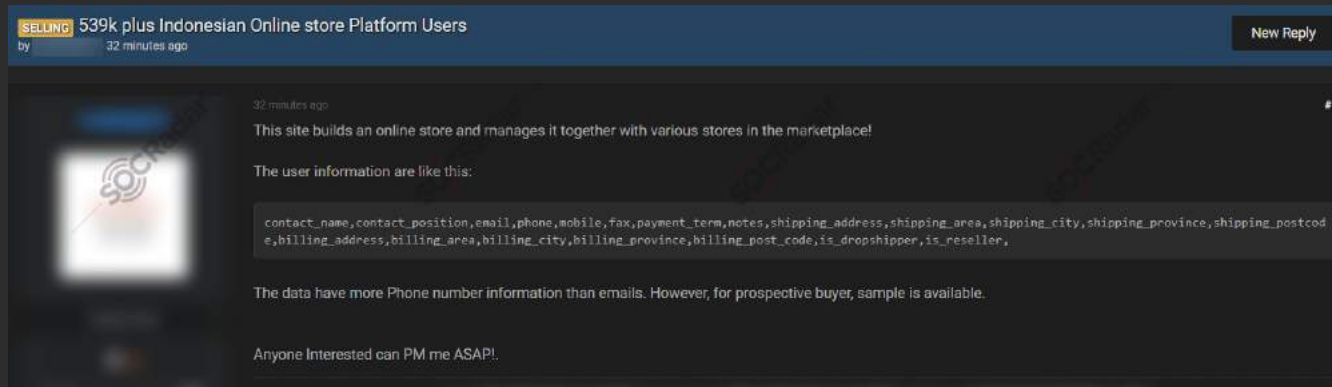 SELLING 539k plus Indonesian Online store Platform Users
by 32 minutes ago
New Reply
32 minutes ago
#
This site builds an online store and manages it together with various stores in the marketplace!
The user information are like this:
contact_name,contact_position,email,phone,mobile,fax,payment_term,notes,shipping_address,shipping_area,shipping_city,shipping_province,shipping_postcod
e,billing_address,billing_area,billing_city,billing_province,billing_post_code,is_dropshipper,is_reseller,
The data have more Phone number information than emails. However, for prospective buyer, sample is available.
Anyone Interested can PM me ASAP!.
SOCRadar
SOCRadar
SOCRadar
SOCRadar